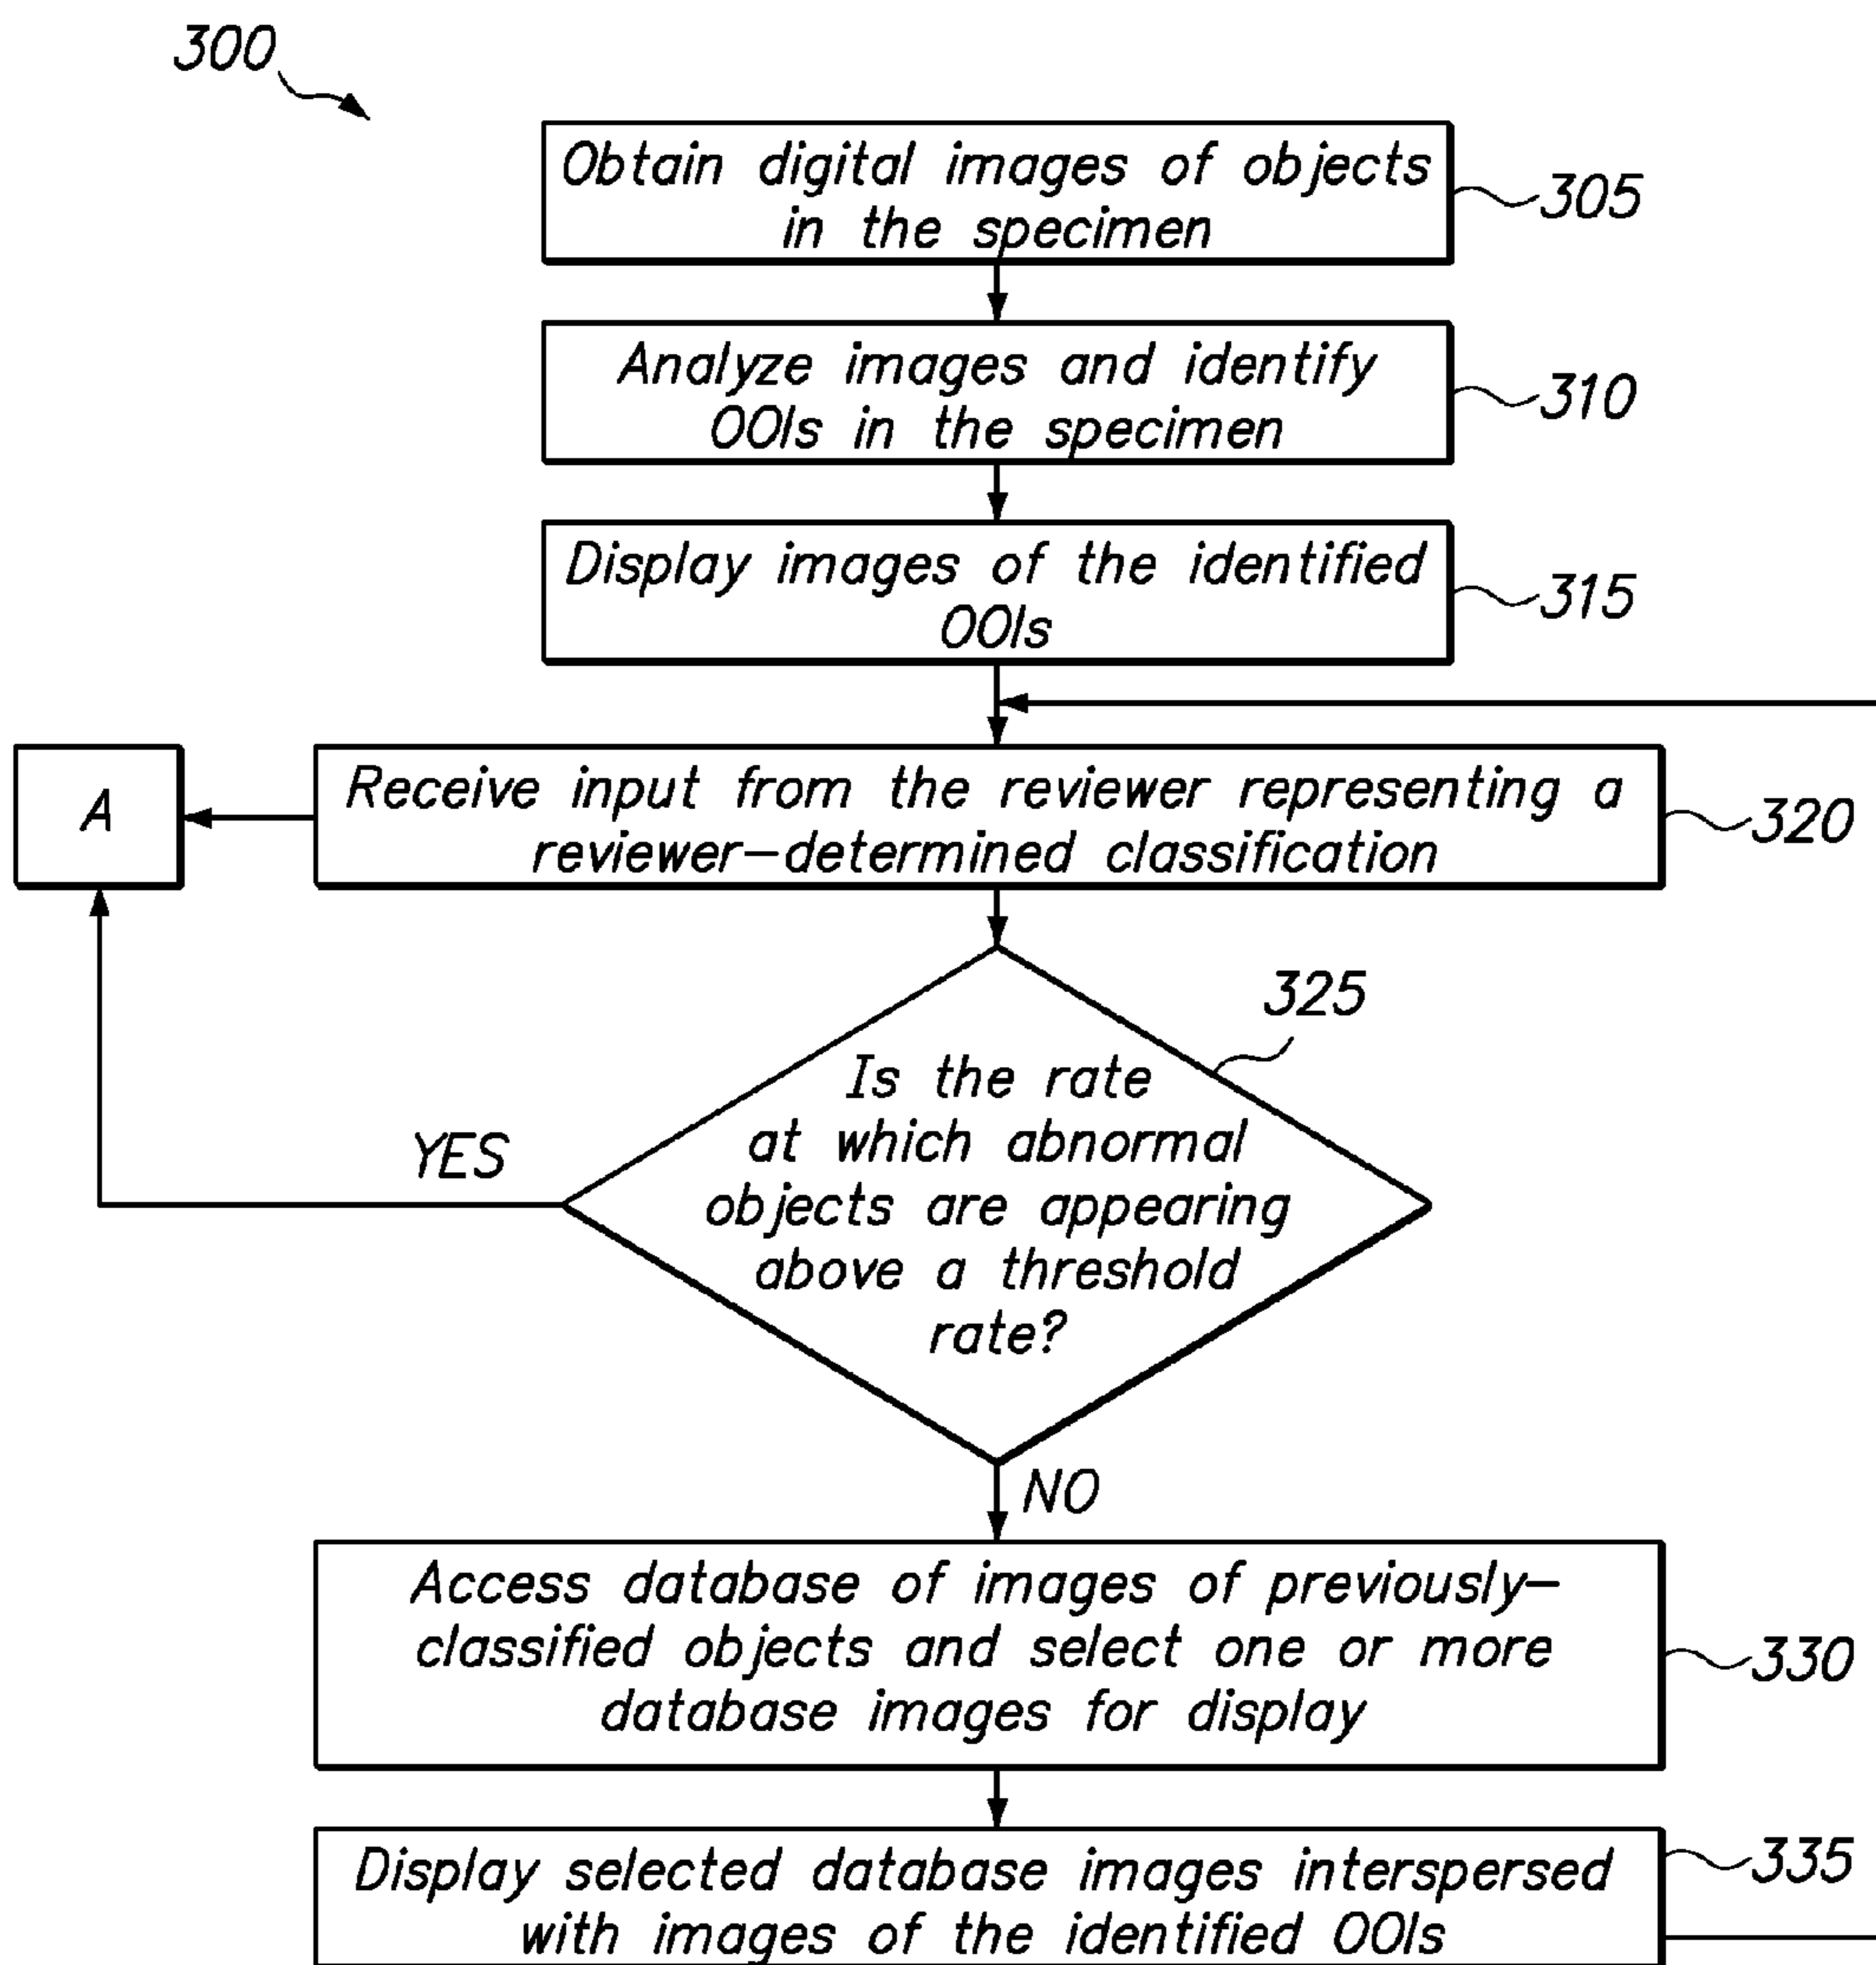 300
Obtain digital images of objects
in the specimen
305
Analyze images and identify
OOIs in the specimen
310
Display images of the identified
OOIs
315
A
Receive input from the reviewer representing a
reviewer-determined classification
320
325
Is the rate
at which abnormal
objects are appearing
above a threshold
rate?
YES
NO
Access database of images of previously-
classified objects and select one or more
database images for display
330
Display selected database images interspersed
with images of the identified OOIs
335